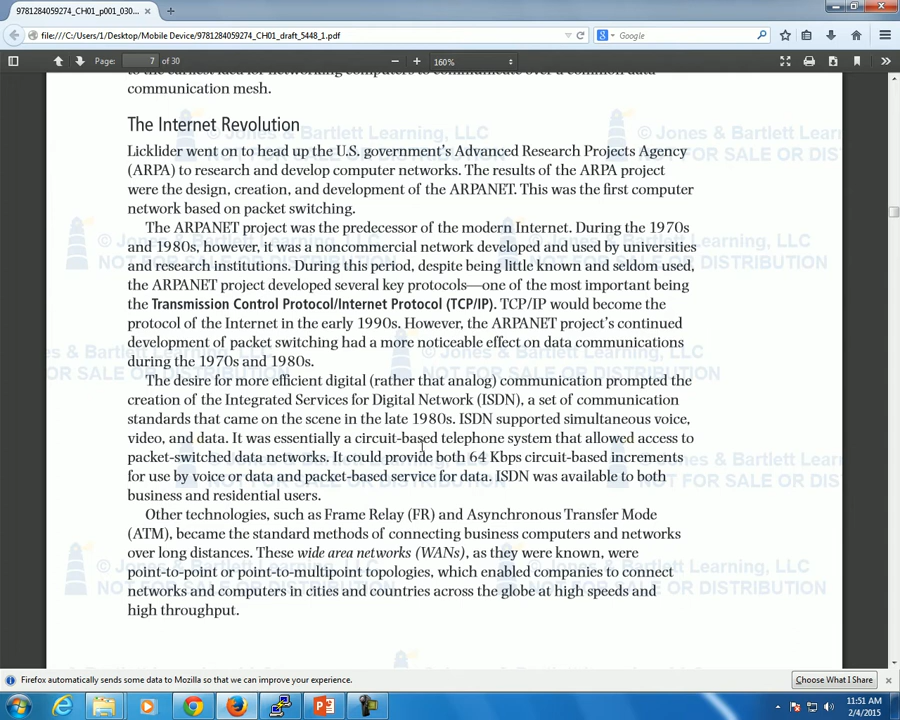 9781284059274_CH01_p001_030...
file:///C:/Users/1/Desktop/Mobile Device/9781284059274_CH01_draft_5448_1.pdf
Google
Page: 7 of 30
160%
communication mesh.
The Internet Revolution
Licklider went on to head up the U.S. government's Advanced Research Projects Agency
(ARPA) to research and develop computer networks. The results of the ARPA project
were the design, creation, and development of the ARPANET. This was the first computer
network based on packet switching.
The ARPANET project was the predecessor of the modern Internet. During the 1970s
and 1980s, however, it was a noncommercial network developed and used by universities
and research institutions. During this period, despite being little known and seldom used,
the ARPANET project developed several key protocols—one of the most important being
the Transmission Control Protocol/Internet Protocol (TCP/IP). TCP/IP would become the
protocol of the Internet in the early 1990s. However, the ARPANET project's continued
development of packet switching had a more noticeable effect on data communications
during the 1970s and 1980s.
The desire for more efficient digital (rather that analog) communication prompted the
creation of the Integrated Services for Digital Network (ISDN), a set of communication
standards that came on the scene in the late 1980s. ISDN supported simultaneous voice,
video, and data. It was essentially a circuit-based telephone system that allowed access to
packet-switched data networks. It could provide both 64 Kbps circuit-based increments
for use by voice or data and packet-based service for data. ISDN was available to both
business and residential users.
Other technologies, such as Frame Relay (FR) and Asynchronous Transfer Mode
(ATM), became the standard methods of connecting business computers and networks
over long distances. These wide area networks (WANs), as they were known, were
point-to-point or point-to-multipoint topologies, which enabled companies to connect
networks and computers in cities and countries across the globe at high speeds and
high throughput.
© Jones & Bartlett Learning, LLC
NOT FOR SALE OR DISTRIBUTION
Firefox automatically sends some data to Mozilla so that we can improve your experience.
Choose What I Share
11:51 AM
2/4/2015